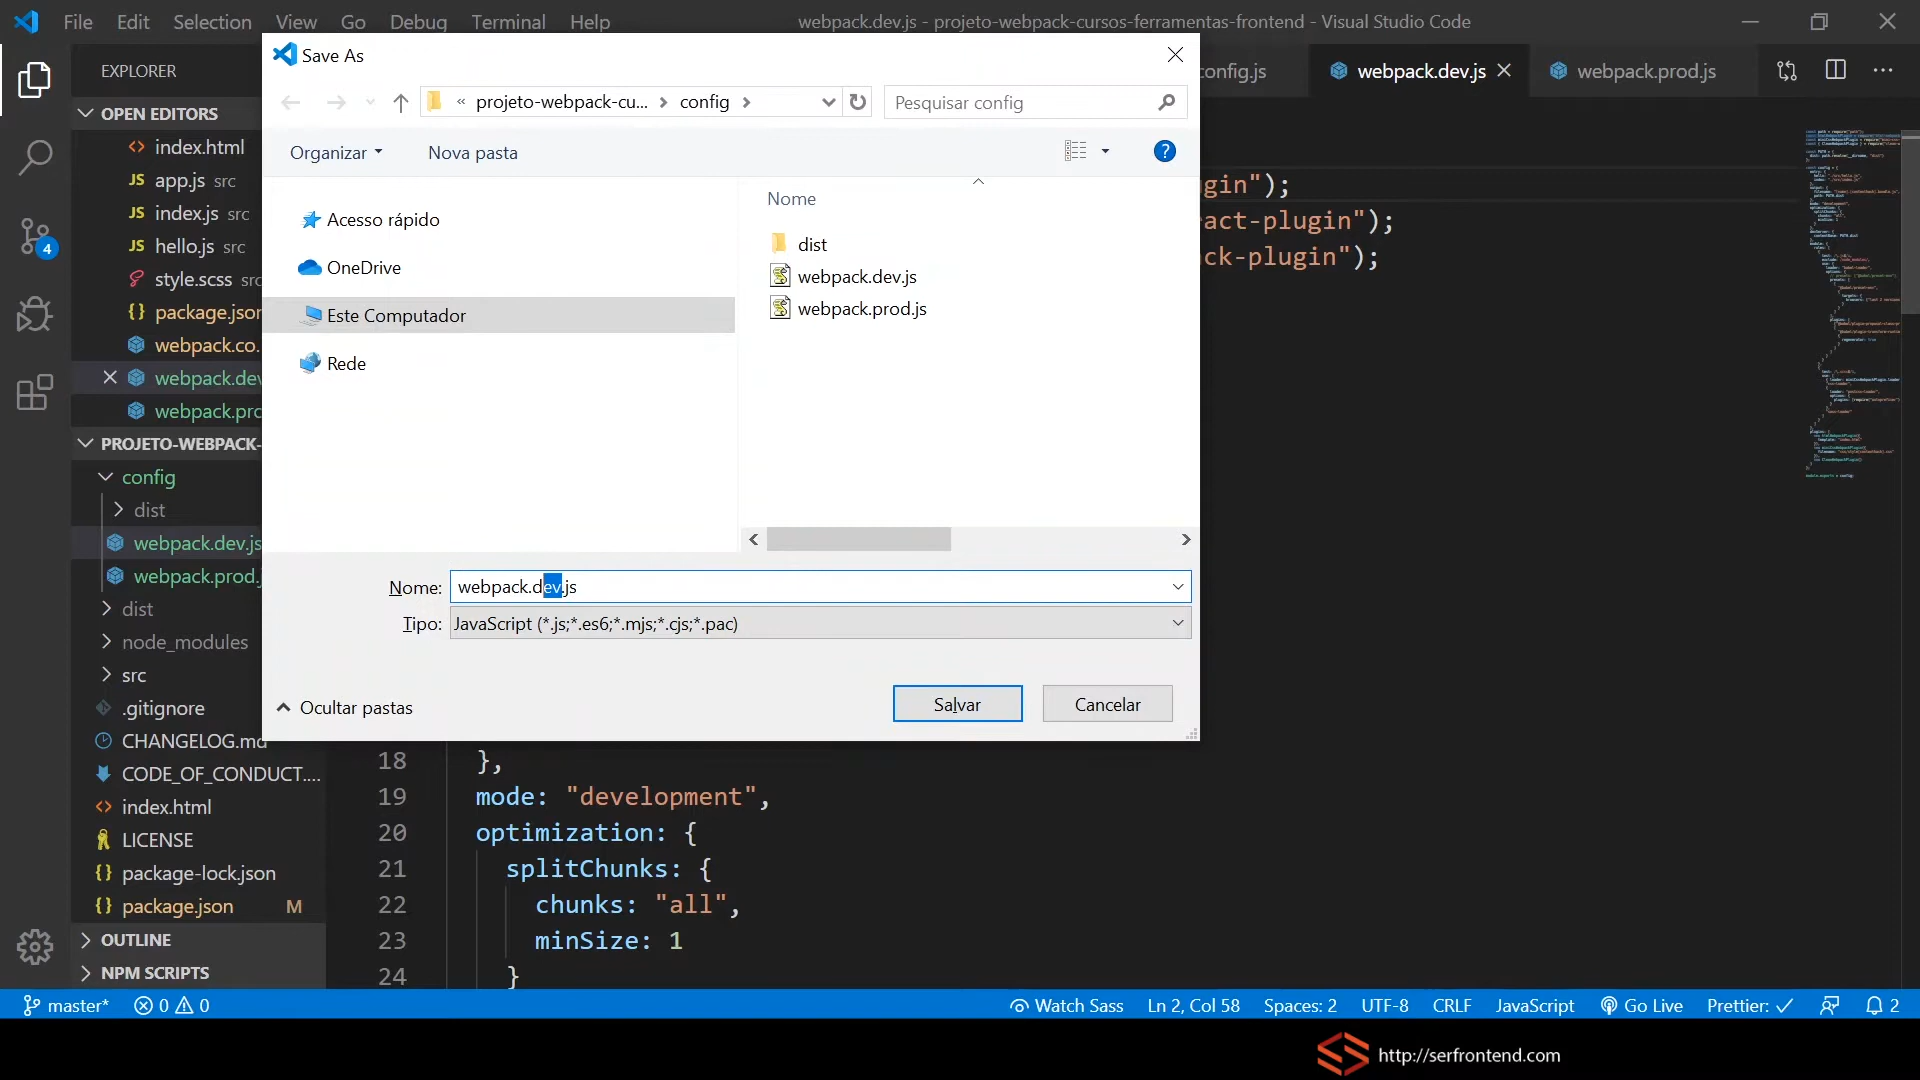 File Edit Selection View Go Debug Terminal Help
webpack.dev.js - projeto-webpack-cursos-ferramentas-frontend - Visual Studio Code
EXPLORER
OPEN EDITORS
index.html
JS app.js src
JS index.js src
JS hello.js src
style.scss src
{} package.json
webpack.co...
webpack.dev
webpack.pro
PROJETO-WEBPACK-
config
dist
webpack.dev.js
webpack.prod.j
dist
node_modules
src
.gitignore
CHANGELOG.md
CODE_OF_CONDUCT....
index.html
LICENSE
{} package-lock.json
{} package.json M
OUTLINE
NPM SCRIPTS
4
Save As
« projeto-webpack-cu... > config >
Pesquisar config
Organizar
Nova pasta
?
Acesso rápido
OneDrive
Este Computador
Rede
Nome
dist
webpack.dev.js
webpack.prod.js
Nome: webpack.dev.js
Tipo: JavaScript (*.js;*.es6;*.mjs;*.cjs;*.pac)
Ocultar pastas
Salvar
Cancelar
config.js
webpack.dev.js
webpack.prod.js
gin");
act-plugin");
ck-plugin");
18 },
19 mode: "development",
20 optimization: {
21 splitChunks: {
22 chunks: "all",
23 minSize: 1
24 }
master* 0 0
Watch Sass Ln 2, Col 58 Spaces: 2 UTF-8 CRLF JavaScript Go Live Prettier: ✓ 2
http://serfrontend.com